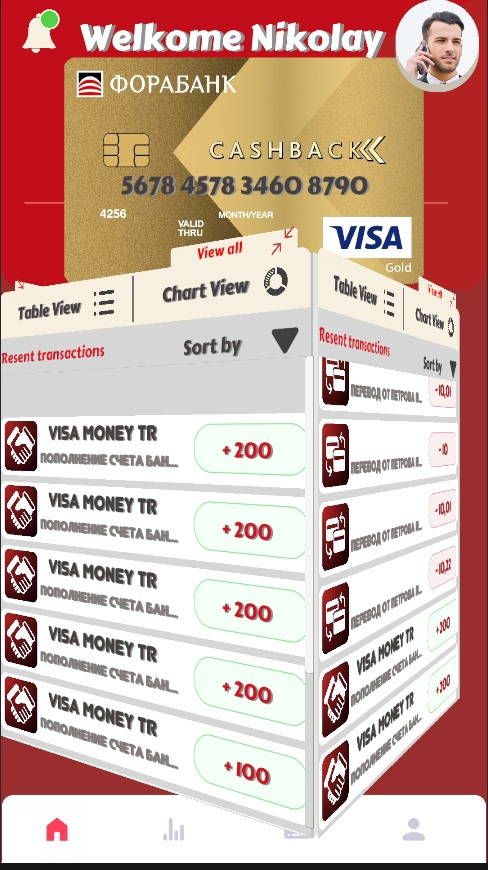 Welkome Nikolay
ФОРАБАНК
CASHBACK
5678 4578 3460 8790
4256
MONTH/YEAR
VALID
THRU
VISA
Gold
View all
Table View
Chart View
Resent transactions
Sort by
VISA MONEY TR
ПОПОЛНЕНИЕ СЧЕТА БАН...
+200
VISA MONEY TR
ПОПОЛНЕНИЕ СЧЕТА БАН...
+200
VISA MONEY TR
ПОПОЛНЕНИЕ СЧЕТА БАН...
+200
VISA MONEY TR
ПОПОЛНЕНИЕ СЧЕТА БАН...
+200
VISA MONEY TR
ПОПОЛНЕНИЕ СЧЕТА БАН...
+100
View all
Table View
Chart View
Resent transactions
Sort by
ПЕРЕВОД ОТ ПЕТРОВА П...
-10,01
ПЕРЕВОД ОТ ПЕТРОВА П...
-10
ПЕРЕВОД ОТ ПЕТРОВА П...
-10,01
ПЕРЕВОД ОТ ПЕТРОВА П...
-10,22
VISA MONEY TR
ПОПОЛНЕНИЕ СЧЕТА БАН...
+200
VISA MONEY TR
ПОПОЛНЕНИЕ СЧЕТА БАН...
+200